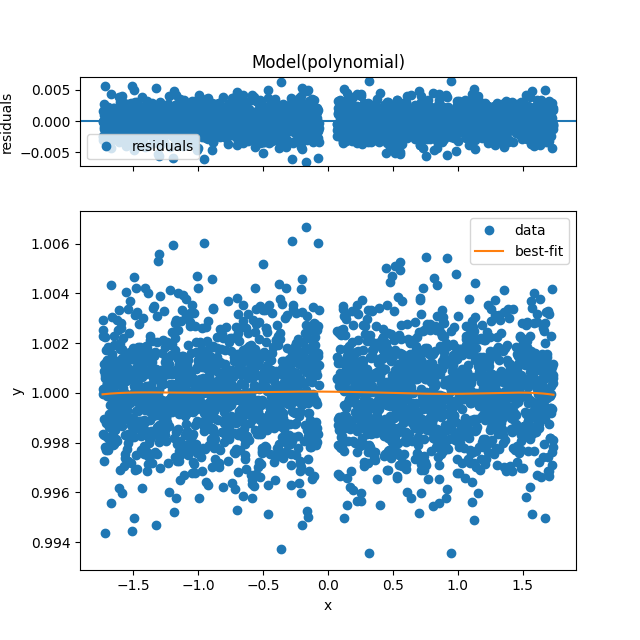 Model(polynomial)
0.005
0.000
−0.005
residuals
residuals
1.006
1.004
1.002
1.000
0.998
0.996
0.994
y
data
best-fit
−1.5 −1.0 −0.5 0.0 0.5 1.0 1.5
x